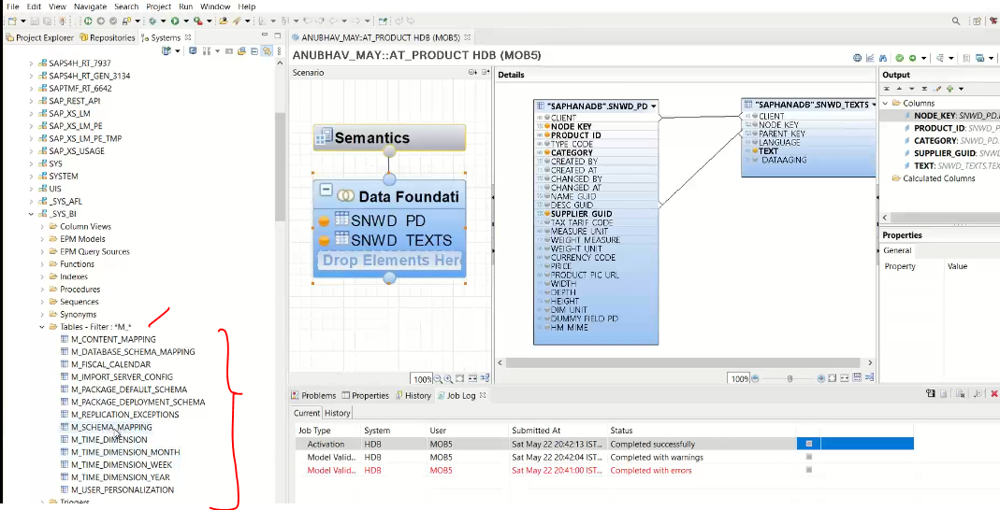 File Edit View Navigate Search Project Run Window Help
Project Explorer Repositories Systems
SAPS4H_RT_7937
SAPS4H_RT_GEN_3134
SAPTMF_RT_6642
SAP_REST_API
SAP_XS_LM
SAP_XS_LM_PE
SAP_XS_LM_PE_TMP
SAP_XS_USAGE
SYS
SYSTEM
UIS
_SYS_AFL
_SYS_BI
Column Views
EPM Models
EPM Query Sources
Functions
Indexes
Procedures
Sequences
Synonyms
Tables - Filter : *M_*
M_CONTENT_MAPPING
M_DATABASE_SCHEMA_MAPPING
M_FISCAL_CALENDAR
M_IMPORT_SERVER_CONFIG
M_PACKAGE_DEFAULT_SCHEMA
M_PACKAGE_DEPLOYMENT_SCHEMA
M_REPLICATION_EXCEPTIONS
M_SCHEMA_MAPPING
M_TIME_DIMENSION
M_TIME_DIMENSION_MONTH
M_TIME_DIMENSION_WEEK
M_TIME_DIMENSION_YEAR
M_USER_PERSONALIZATION
Triggers
ANUBHAV_MAY::AT_PRODUCT HDB (MOB5)
ANUBHAV_MAY::AT_PRODUCT HDB (MOB5)
Scenario
Semantics
Data Foundati
SNWD PD
SNWD TEXTS
Drop Elements Here
100%
Details
"SAPHANADB".SNWD_PD
CLIENT
NODE KEY
PRODUCT ID
TYPE CODE
CATEGORY
CREATED BY
CREATED AT
CHANGED BY
CHANGED AT
NAME GUID
DESC GUID
SUPPLIER GUID
TAX TARIF CODE
MEASURE UNIT
WEIGHT MEASURE
WEIGHT UNIT
CURRENCY CODE
PRICE
PRODUCT PIC URL
WIDTH
DEPTH
HEIGHT
DIM UNIT
DUMMY FIELD PD
HM MIME
"SAPHANADB".SNWD_TEXTS
CLIENT
NODE KEY
PARENT KEY
LANGUAGE
TEXT
DATAAGING
100%
Output
Columns
NODE_KEY: SNWD_PD.
PRODUCT_ID: SNWD_P
CATEGORY: SNWD_PD.
SUPPLIER_GUID: SNWD
TEXT: SNWD_TEXTS.TE
Calculated Columns
Properties
General
Property Value
Problems Properties History Job Log
Current History
Job Type System User Submitted At Status
Activation HDB MOB5 Sat May 22 20:42:13 IST... Completed successfully
Model Valid... HDB MOB5 Sat May 22 20:42:04 IST... Completed with warnings
Model Valid... HDB MOB5 Sat May 22 20:41:00 IST... Completed with errors